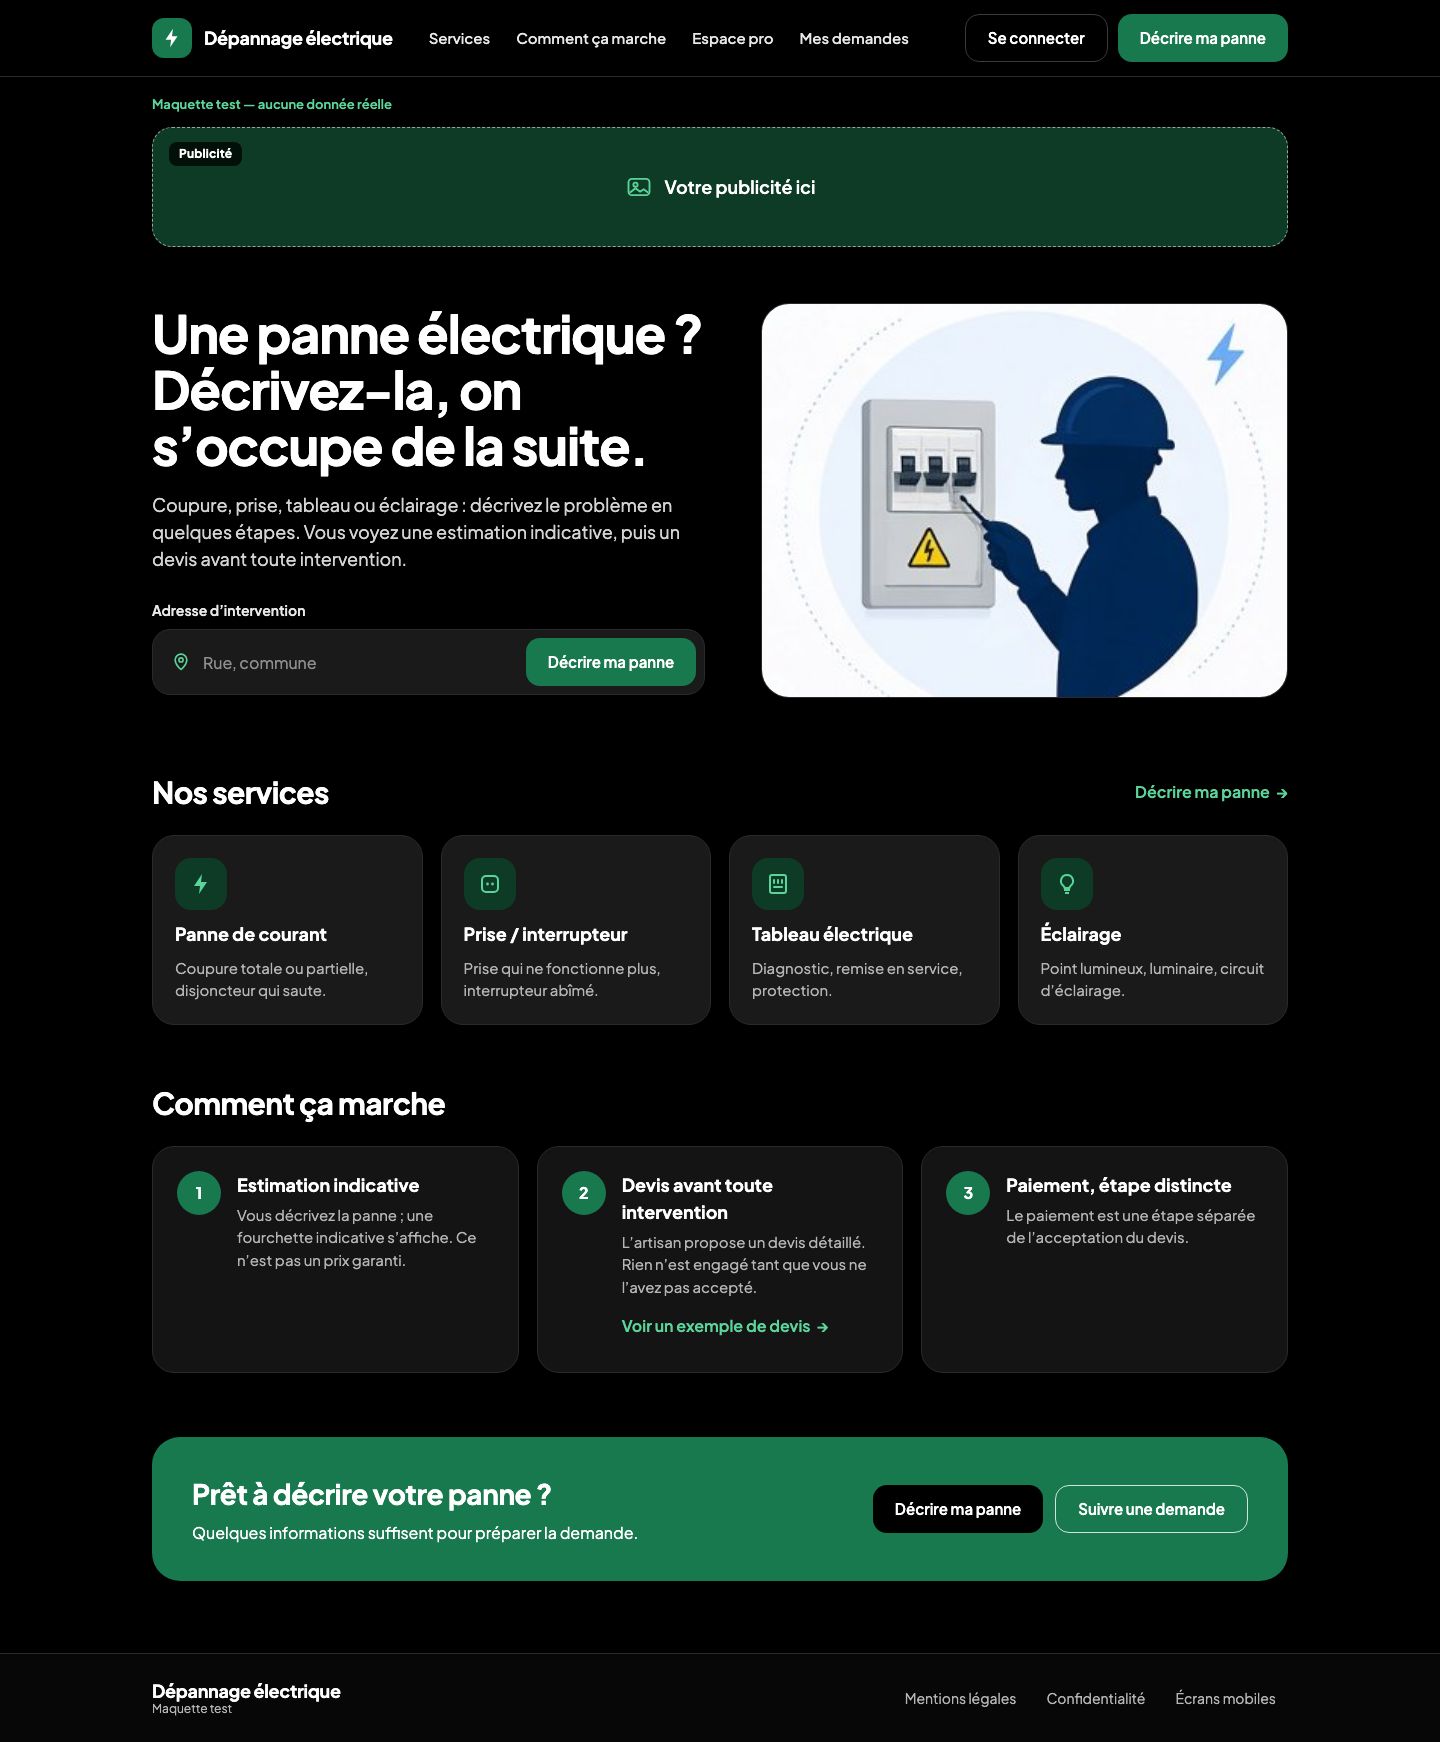 Dépannage électrique
Services
Comment ça marche
Espace pro
Mes demandes
Se connecter
Décrire ma panne
Maquette test — aucune donnée réelle
Publicité
Votre publicité ici
Une panne électrique ?
Décrivez-la, on
s’occupe de la suite.
Coupure, prise, tableau ou éclairage : décrivez le problème en
quelques étapes. Vous voyez une estimation indicative, puis un
devis avant toute intervention.
Adresse d’intervention
Rue, commune
Décrire ma panne
Nos services
Décrire ma panne →
Panne de courant
Coupure totale ou partielle,
disjoncteur qui saute.
Prise / interrupteur
Prise qui ne fonctionne plus,
interrupteur abîmé.
Tableau électrique
Diagnostic, remise en service,
protection.
Éclairage
Point lumineux, luminaire, circuit
d’éclairage.
Comment ça marche
1
Estimation indicative
Vous décrivez la panne ; une
fourchette indicative s’affiche. Ce
n’est pas un prix garanti.
2
Devis avant toute
intervention
L’artisan propose un devis détaillé.
Rien n’est engagé tant que vous ne
l’avez pas accepté.
Voir un exemple de devis →
3
Paiement, étape distincte
Le paiement est une étape séparée
de l’acceptation du devis.
Prêt à décrire votre panne ?
Quelques informations suffisent pour préparer la demande.
Décrire ma panne
Suivre une demande
Dépannage électrique
Maquette test
Mentions légales
Confidentialité
Écrans mobiles